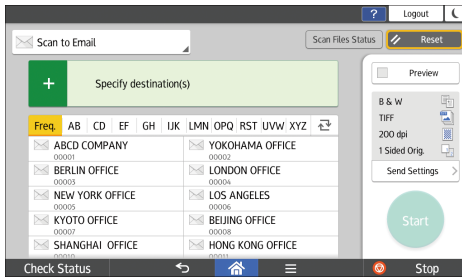 ? Logout
Scan to Email
Scan Files Status
Reset
+ Specify destination(s)
Preview
Freq. AB CD EF GH IJK LMN OPQ RST UVW XYZ
B & W
TIFF
200 dpi
1 Sided Orig.
ABCD COMPANY
00001
YOKOHAMA OFFICE
00002
BERLIN OFFICE
00003
LONDON OFFICE
00004
NEW YORK OFFICE
00005
LOS ANGELES
00006
KYOTO OFFICE
00007
BEIJING OFFICE
00008
SHANGHAI OFFICE
HONG KONG OFFICE
Send Settings
Start
Check Status
Stop